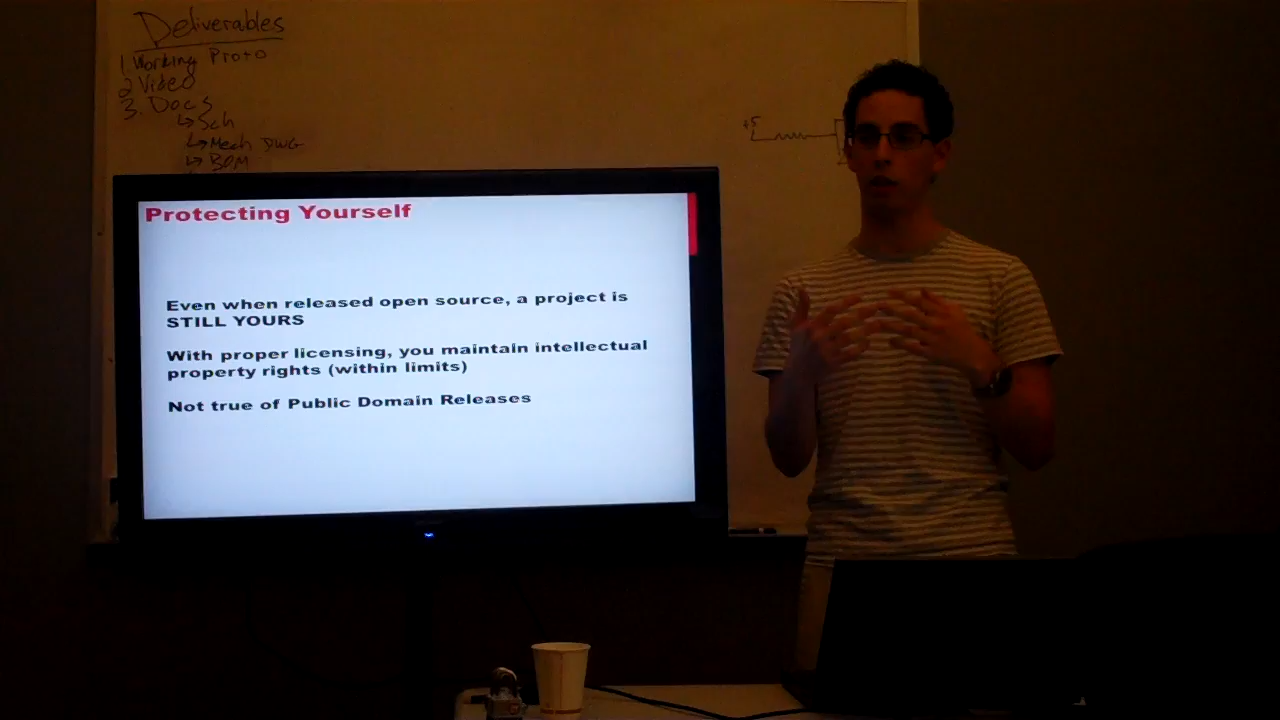 Deliverables
1. Working Proto
2 Video
3. Docs
↳ Sch
↳ Mech DWG
↳ BOM
+5
Protecting Yourself
Even when released open source, a project is
STILL YOURS
With proper licensing, you maintain intellectual
property rights (within limits)
Not true of Public Domain Releases